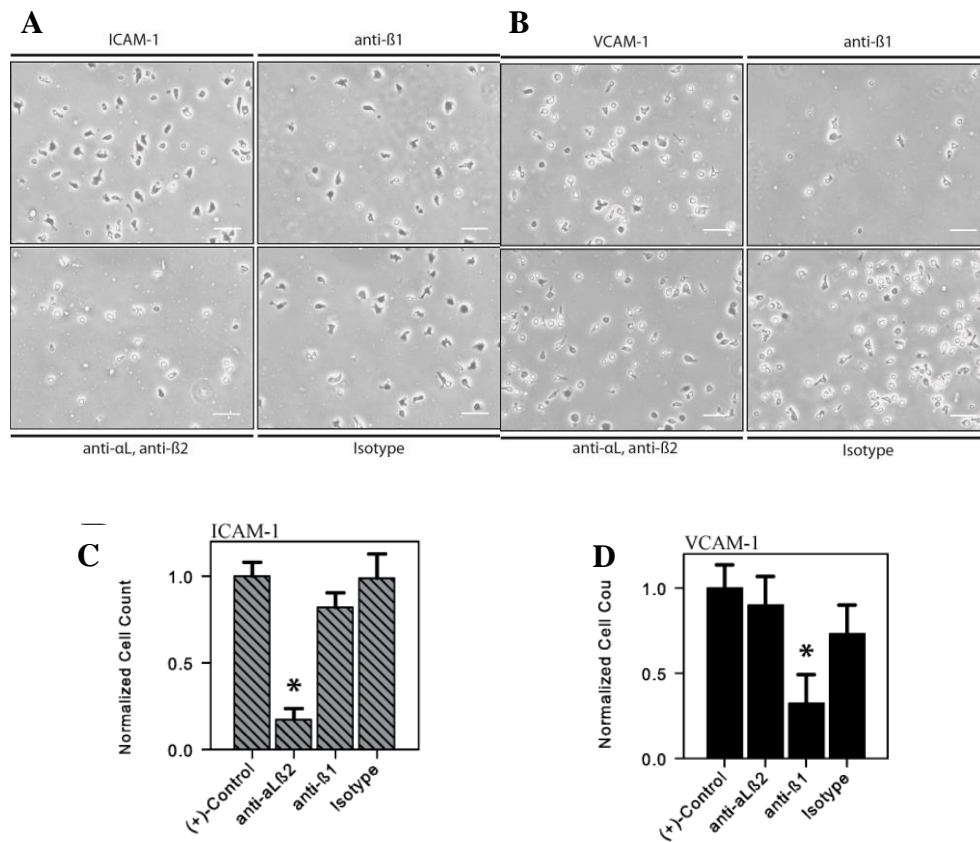 A
ICAM-1
anti-ß1
B
VCAM-1
anti-ß1
anti-αL, anti-ß2
Isotype
anti-αL, anti-ß2
Isotype
C
ICAM-1
Normalized Cell Count
1.0
0.5
0.0
*
(+)-Control
anti-aLß2
anti-ß1
Isotype
D
VCAM-1
Normalized Cell Cou
1.0
0.5
0.0
*
(+)-Control
anti-aLß2
anti-ß1
Isotype